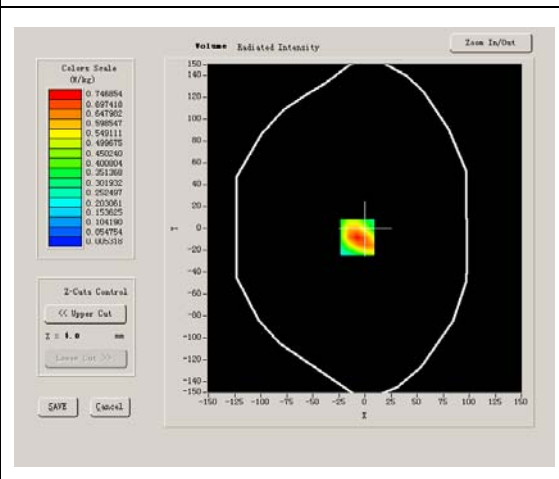 Volume Radiated Intensity
Zoom In/Out
Colors Scale
(W/kg)
0.746854
0.697418
0.647982
0.598547
0.549111
0.499675
0.450240
0.400804
0.351368
0.301932
0.252497
0.203061
0.153625
0.104190
0.054754
0.005318
Z-Cuts Control
<< Upper Cut
Z = 4.0 mm
Lower Cut >>
SAVE
Cancel
150
140
120
100
80
60
40
20
0
-20
-40
-60
-80
-100
-120
-140
-150
Y
-150 -100 -75 -50 -25 0 25 50 75 100 125 150
X